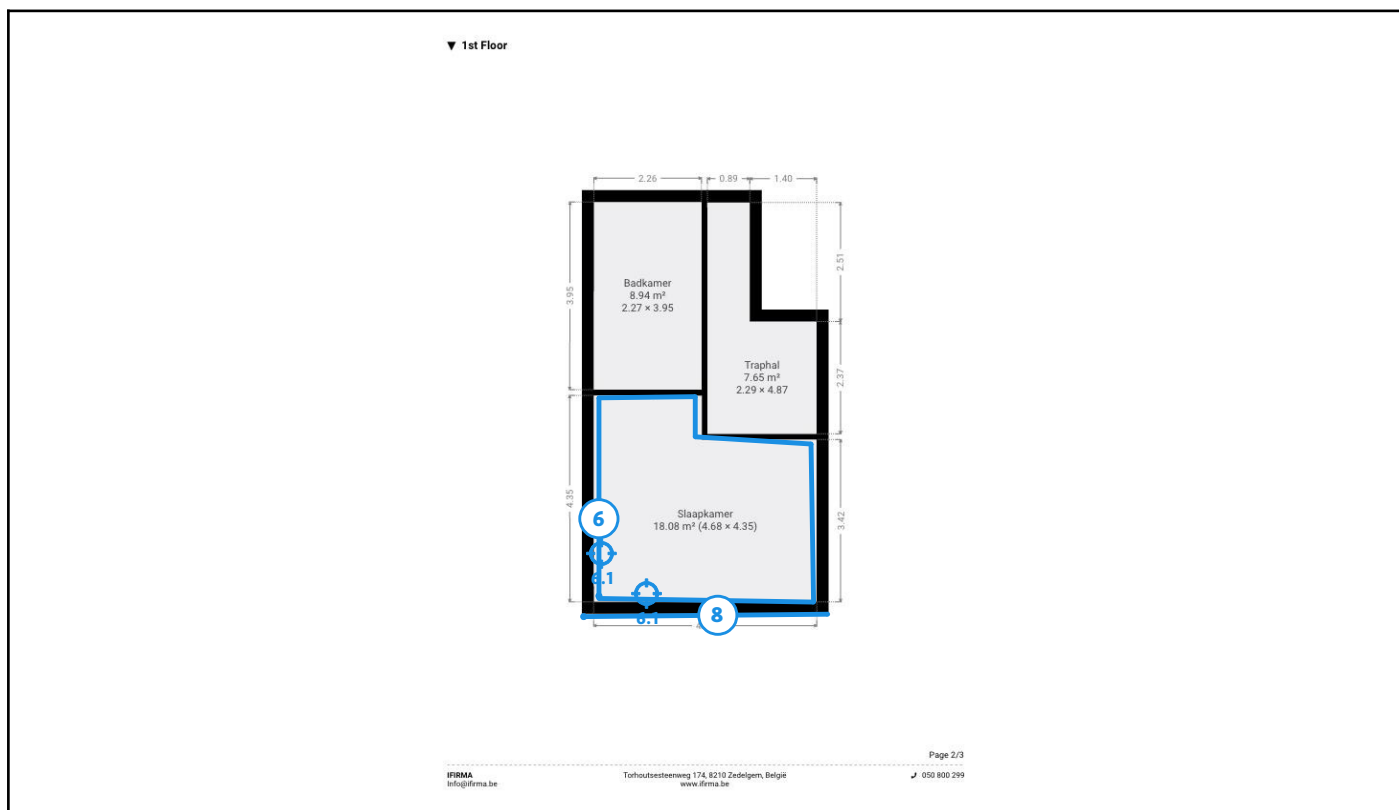 ▼ 1st Floor
2.26
0.89
1.40
3.95
2.51
Badkamer
8.94 m²
2.27 × 3.95
Traphal
7.65 m²
2.29 × 4.87
2.37
4.35
Slaapkamer
18.08 m² (4.68 × 4.35)
3.42
6
6.1
8
Page 2/3
IFIRMA
Info@ifirma.be
Torhoutsesteenweg 174, 8210 Zedelgem, België
www.ifirma.be
050 800 299